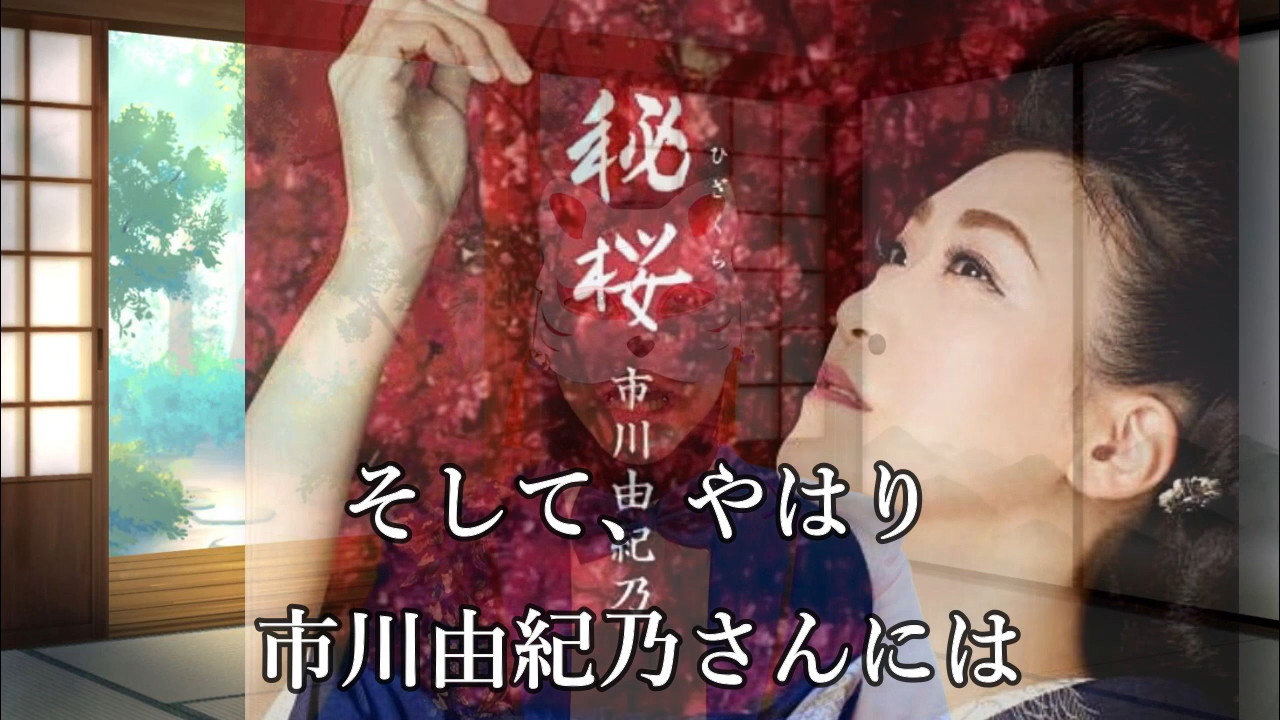 秘桜
ひざくら
市川由紀乃
そして、やはり
市川由紀乃さんには